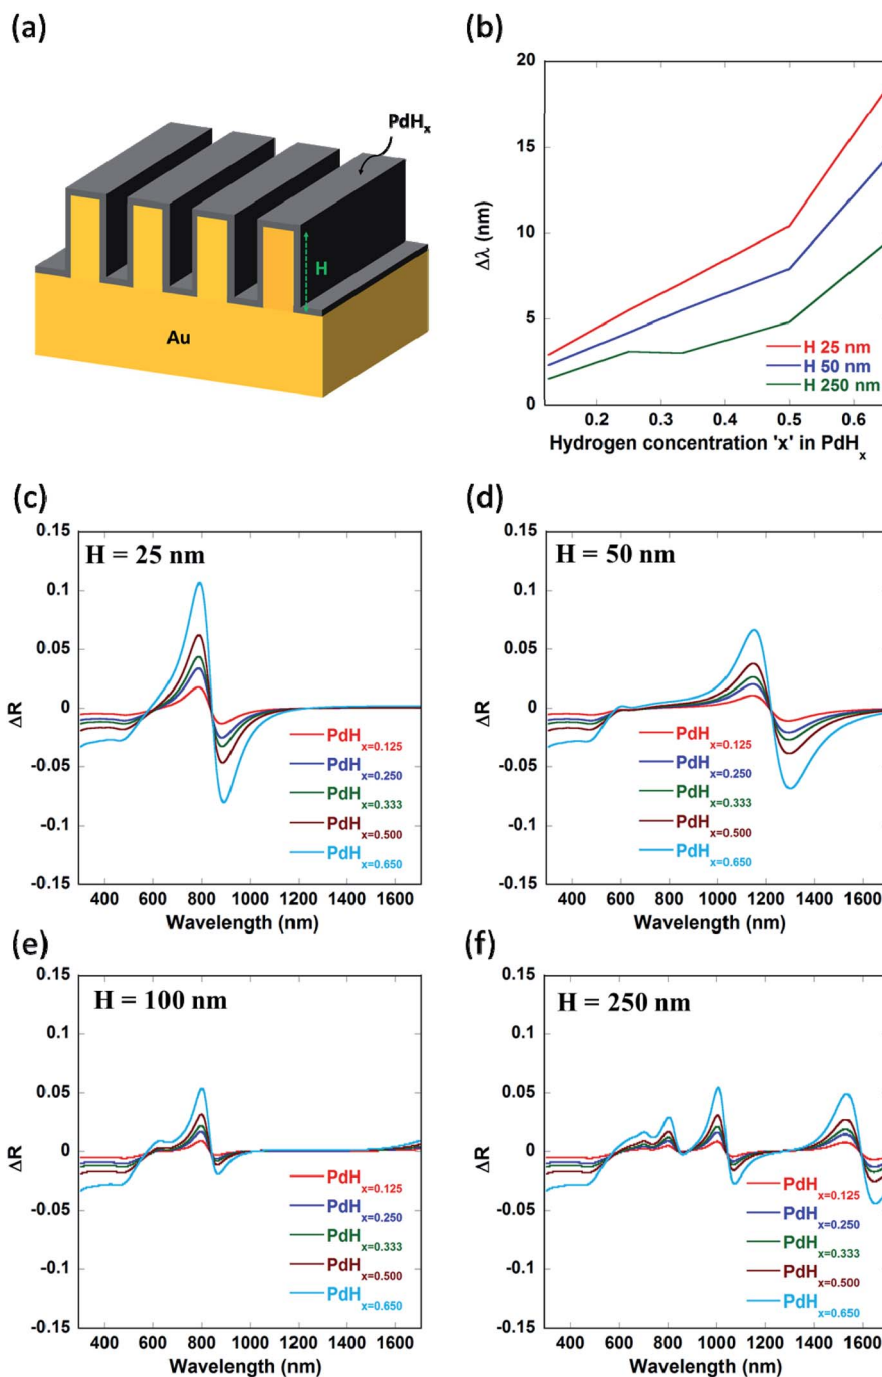 (a)
PdHx
H
Au
(b)
20
15
10
5
0
Δλ (nm)
H 25 nm
H 50 nm
H 250 nm
0.2 0.3 0.4 0.5 0.6
Hydrogen concentration 'x' in PdHx
(c)
H = 25 nm
0.15
0.1
0.05
0
-0.05
-0.1
-0.15
ΔR
PdHx=0.125
PdHx=0.250
PdHx=0.333
PdHx=0.500
PdHx=0.650
400 600 800 1000 1200 1400 1600
Wavelength (nm)
(d)
H = 50 nm
0.15
0.1
0.05
0
-0.05
-0.1
-0.15
ΔR
PdHx=0.125
PdHx=0.250
PdHx=0.333
PdHx=0.500
PdHx=0.650
400 600 800 1000 1200 1400 1600
Wavelength (nm)
(e)
H = 100 nm
0.15
0.1
0.05
0
-0.05
-0.1
-0.15
ΔR
PdHx=0.125
PdHx=0.250
PdHx=0.333
PdHx=0.500
PdHx=0.650
400 600 800 1000 1200 1400 1600
Wavelength (nm)
(f)
H = 250 nm
0.15
0.1
0.05
0
-0.05
-0.1
-0.15
ΔR
PdHx=0.125
PdHx=0.250
PdHx=0.333
PdHx=0.500
PdHx=0.650
400 600 800 1000 1200 1400 1600
Wavelength (nm)